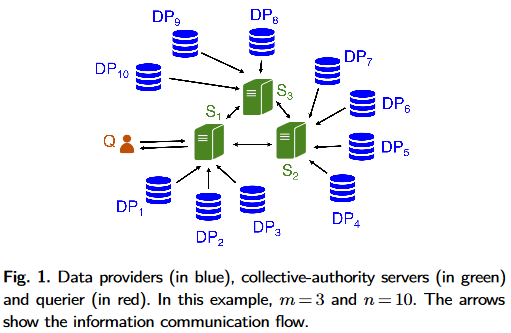 DP9
DP8
DP10
DP7
S3
S1
DP6
Q
DP5
S2
DP1
DP2
DP3
DP4
Fig. 1. Data providers (in blue), collective-authority servers (in green)
and querier (in red). In this example, m = 3 and n = 10. The arrows
show the information communication flow.